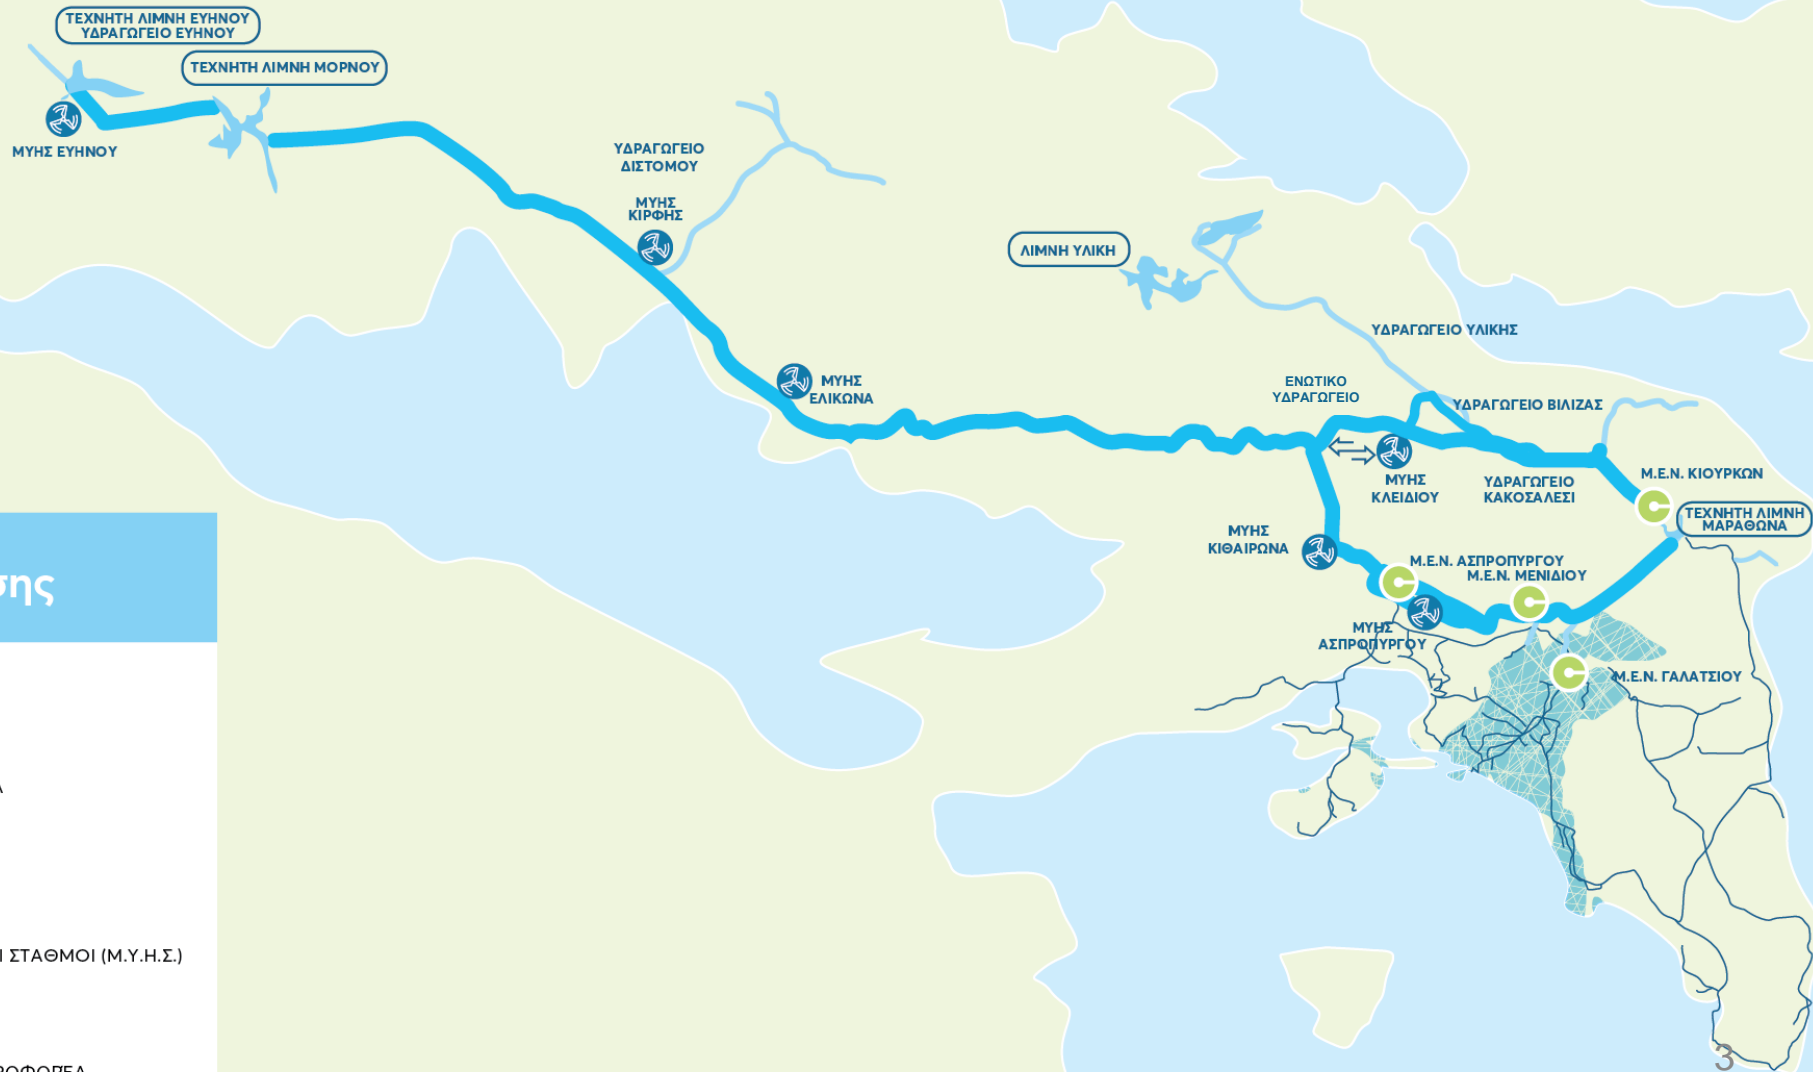 ΤΕΧΝΗΤΗ ΛΙΜΝΗ ΕΥΗΝΟΥ
ΥΔΡΑΓΩΓΕΙΟ ΕΥΗΝΟΥ
ΤΕΧΝΗΤΗ ΛΙΜΝΗ ΜΟΡΝΟΥ
ΜΥΗΣ ΕΥΗΝΟΥ
ΥΔΡΑΓΩΓΕΙΟ
ΔΙΣΤΟΜΟΥ
ΜΥΗΣ
ΚΙΡΦΗΣ
ΛΙΜΝΗ ΥΛΙΚΗ
ΥΔΡΑΓΩΓΕΙΟ ΥΛΙΚΗΣ
ΜΥΗΣ
ΕΛΙΚΩΝΑ
ΕΝΩΤΙΚΟ
ΥΔΡΑΓΩΓΕΙΟ
ΥΔΡΑΓΩΓΕΙΟ ΒΙΛΙΖΑΣ
ΜΥΗΣ
ΚΛΕΙΔΙΟΥ
ΥΔΡΑΓΩΓΕΙΟ
ΚΑΚΟΣΑΛΕΣΙ
Μ.Ε.Ν. ΚΙΟΥΡΚΩΝ
ΤΕΧΝΗΤΗ ΛΙΜΝΗ
ΜΑΡΑΘΩΝΑ
ΜΥΗΣ
ΚΙΘΑΙΡΩΝΑ
Μ.Ε.Ν. ΑΣΠΡΟΠΥΡΓΟΥ
Μ.Ε.Ν. ΜΕΝΙΔΙΟΥ
ΜΥΗΣ
ΑΣΠΡΟΠΥΡΓΟΥ
Μ.Ε.Ν. ΓΑΛΑΤΣΙΟΥ
σης
Α
Ι ΣΤΑΘΜΟΙ (Μ.Υ.Η.Σ.)
3